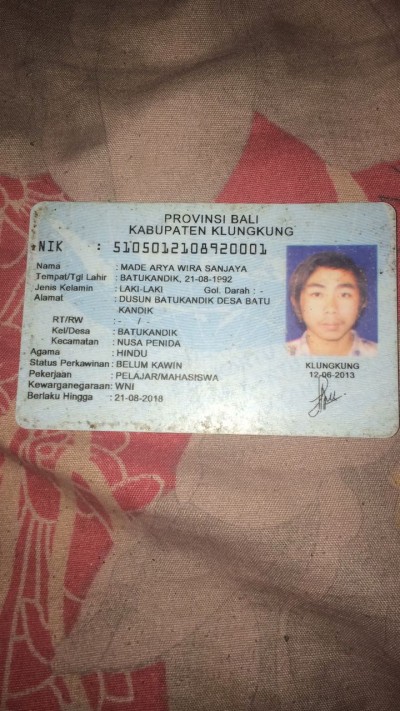 PROVINSI BALI
KABUPATEN KLUNGKUNG
NIK : 5105012108920001
Nama : MADE ARYA WIRA SANJAYA
Tempat/Tgl Lahir : BATUKANDIK, 21-08-1992
Jenis Kelamin : LAKI-LAKI Gol. Darah : -
Alamat : DUSUN BATUKANDIK DESA BATU
KANDIK
RT/RW : - / -
Kel/Desa : BATUKANDIK
Kecamatan : NUSA PENIDA
Agama : HINDU
Status Perkawinan : BELUM KAWIN
Pekerjaan : PELAJAR/MAHASISWA
Kewarganegaraan : WNI
Berlaku Hingga : 21-08-2018
KLUNGKUNG
12-06-2013